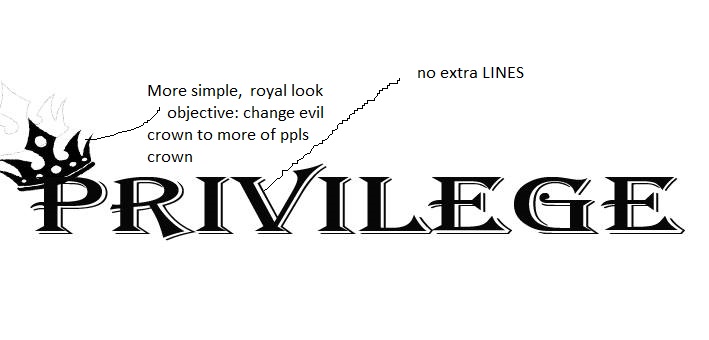 no extra LINES
More simple, royal look
objective: change evil
crown to more of ppls
crown
PRIVILEGE